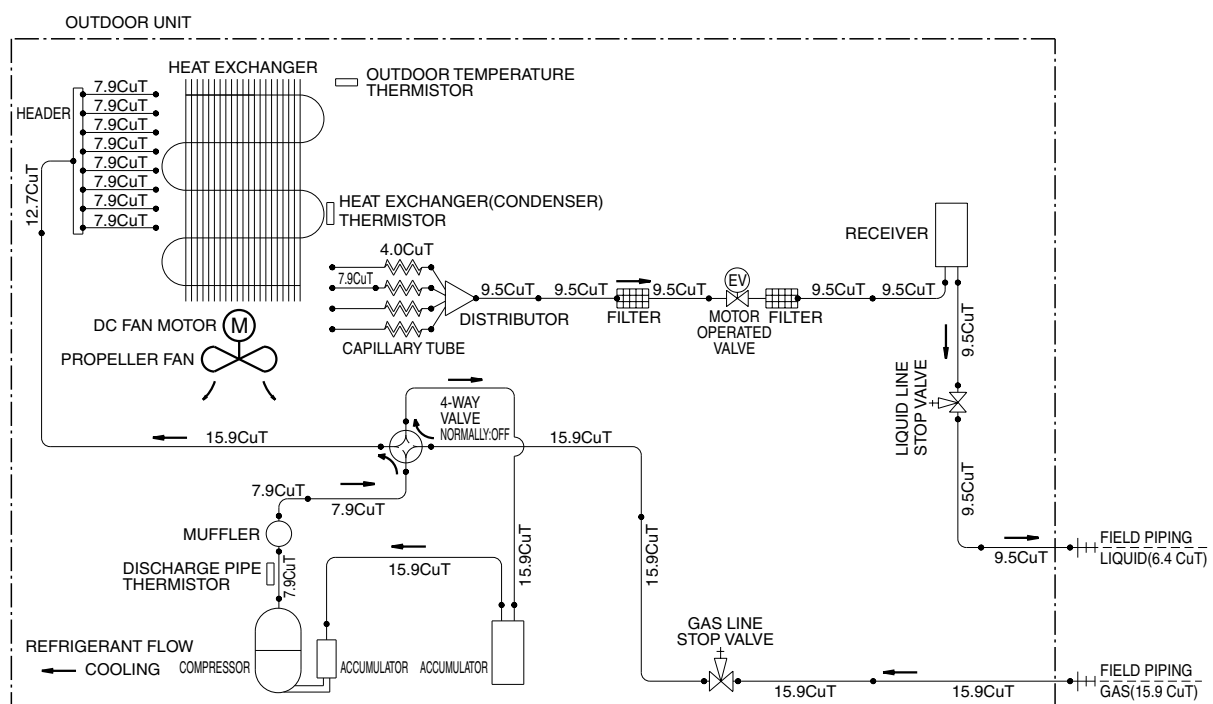 OUTDOOR UNIT
HEAT EXCHANGER
OUTDOOR TEMPERATURE
THERMISTOR
HEADER
7.9CuT
7.9CuT
7.9CuT
7.9CuT
7.9CuT
7.9CuT
7.9CuT
7.9CuT
12.7CuT
HEAT EXCHANGER(CONDENSER)
THERMISTOR
4.0CuT
7.9CuT
CAPILLARY TUBE
DISTRIBUTOR
9.5CuT
9.5CuT
FILTER
9.5CuT
EV
MOTOR
OPERATED
VALVE
FILTER
9.5CuT
9.5CuT
RECEIVER
9.5CuT
LIQUID LINE
STOP VALVE
9.5CuT
9.5CuT
FIELD PIPING
LIQUID(6.4 CuT)
DC FAN MOTOR
M
PROPELLER FAN
4-WAY
VALVE
NORMALLY:OFF
15.9CuT
15.9CuT
7.9CuT
7.9CuT
MUFFLER
DISCHARGE PIPE
THERMISTOR
7.9CuT
15.9CuT
15.9CuT
15.9CuT
REFRIGERANT FLOW
COOLING
COMPRESSOR
ACCUMULATOR
ACCUMULATOR
GAS LINE
STOP VALVE
15.9CuT
15.9CuT
FIELD PIPING
GAS(15.9 CuT)